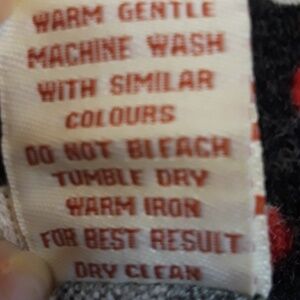 WARM GENTLE
MACHINE WASH
WITH SIMILAR
COLOURS
DO NOT BLEACH
TUMBLE DRY
WARM IRON
FOR BEST RESULT
DRY CLEAN